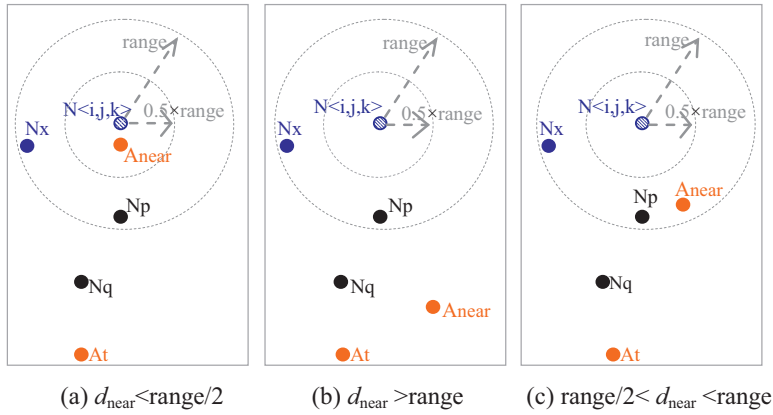 range
N<i,j,k>
0.5×range
Nx
Anear
Np
Nq
At
(a) dnear<range/2
range
N<i,j,k>
0.5×range
Nx
Np
Nq
Anear
At
(b) dnear >range
range
N<i,j,k>
0.5×range
Nx
Anear
Np
Nq
At
(c) range/2< dnear <range